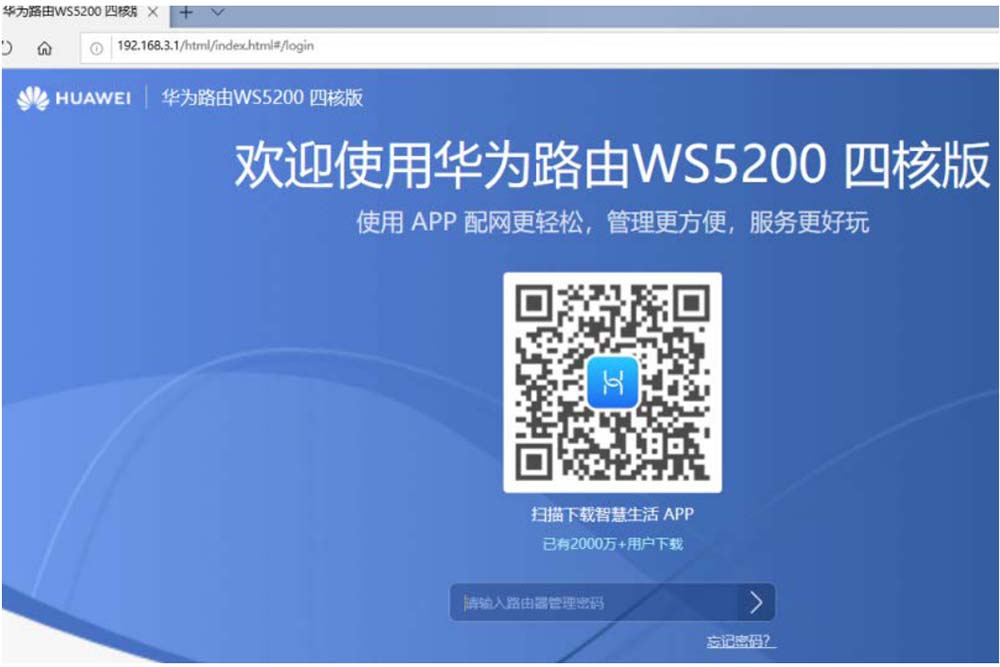 华为路由WS5200 四核版
192.168.3.1/html/index.html#/login
HUAWEI
华为路由WS5200 四核版
欢迎使用华为路由WS5200 四核版
使用 APP 配网更轻松，管理更方便，服务更好玩
扫描下载智慧生活 APP
已有2000万+用户下载
请输入路由器管理密码
忘记密码？